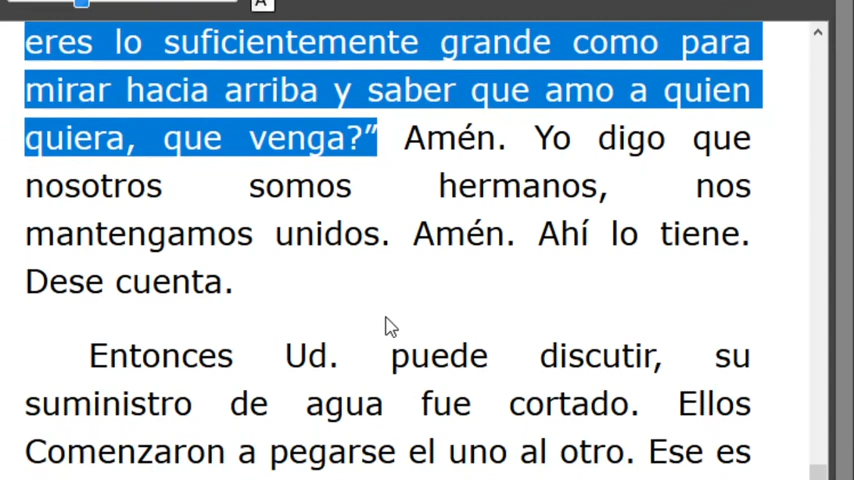 A
eres lo suficientemente grande como para
mirar hacia arriba y saber que amo a quien
quiera, que venga?” Amén. Yo digo que
nosotros somos hermanos, nos
mantengamos unidos. Amén. Ahí lo tiene.
Dese cuenta.
Entonces Ud. puede discutir, su
suministro de agua fue cortado. Ellos
Comenzaron a pegarse el uno al otro. Ese es